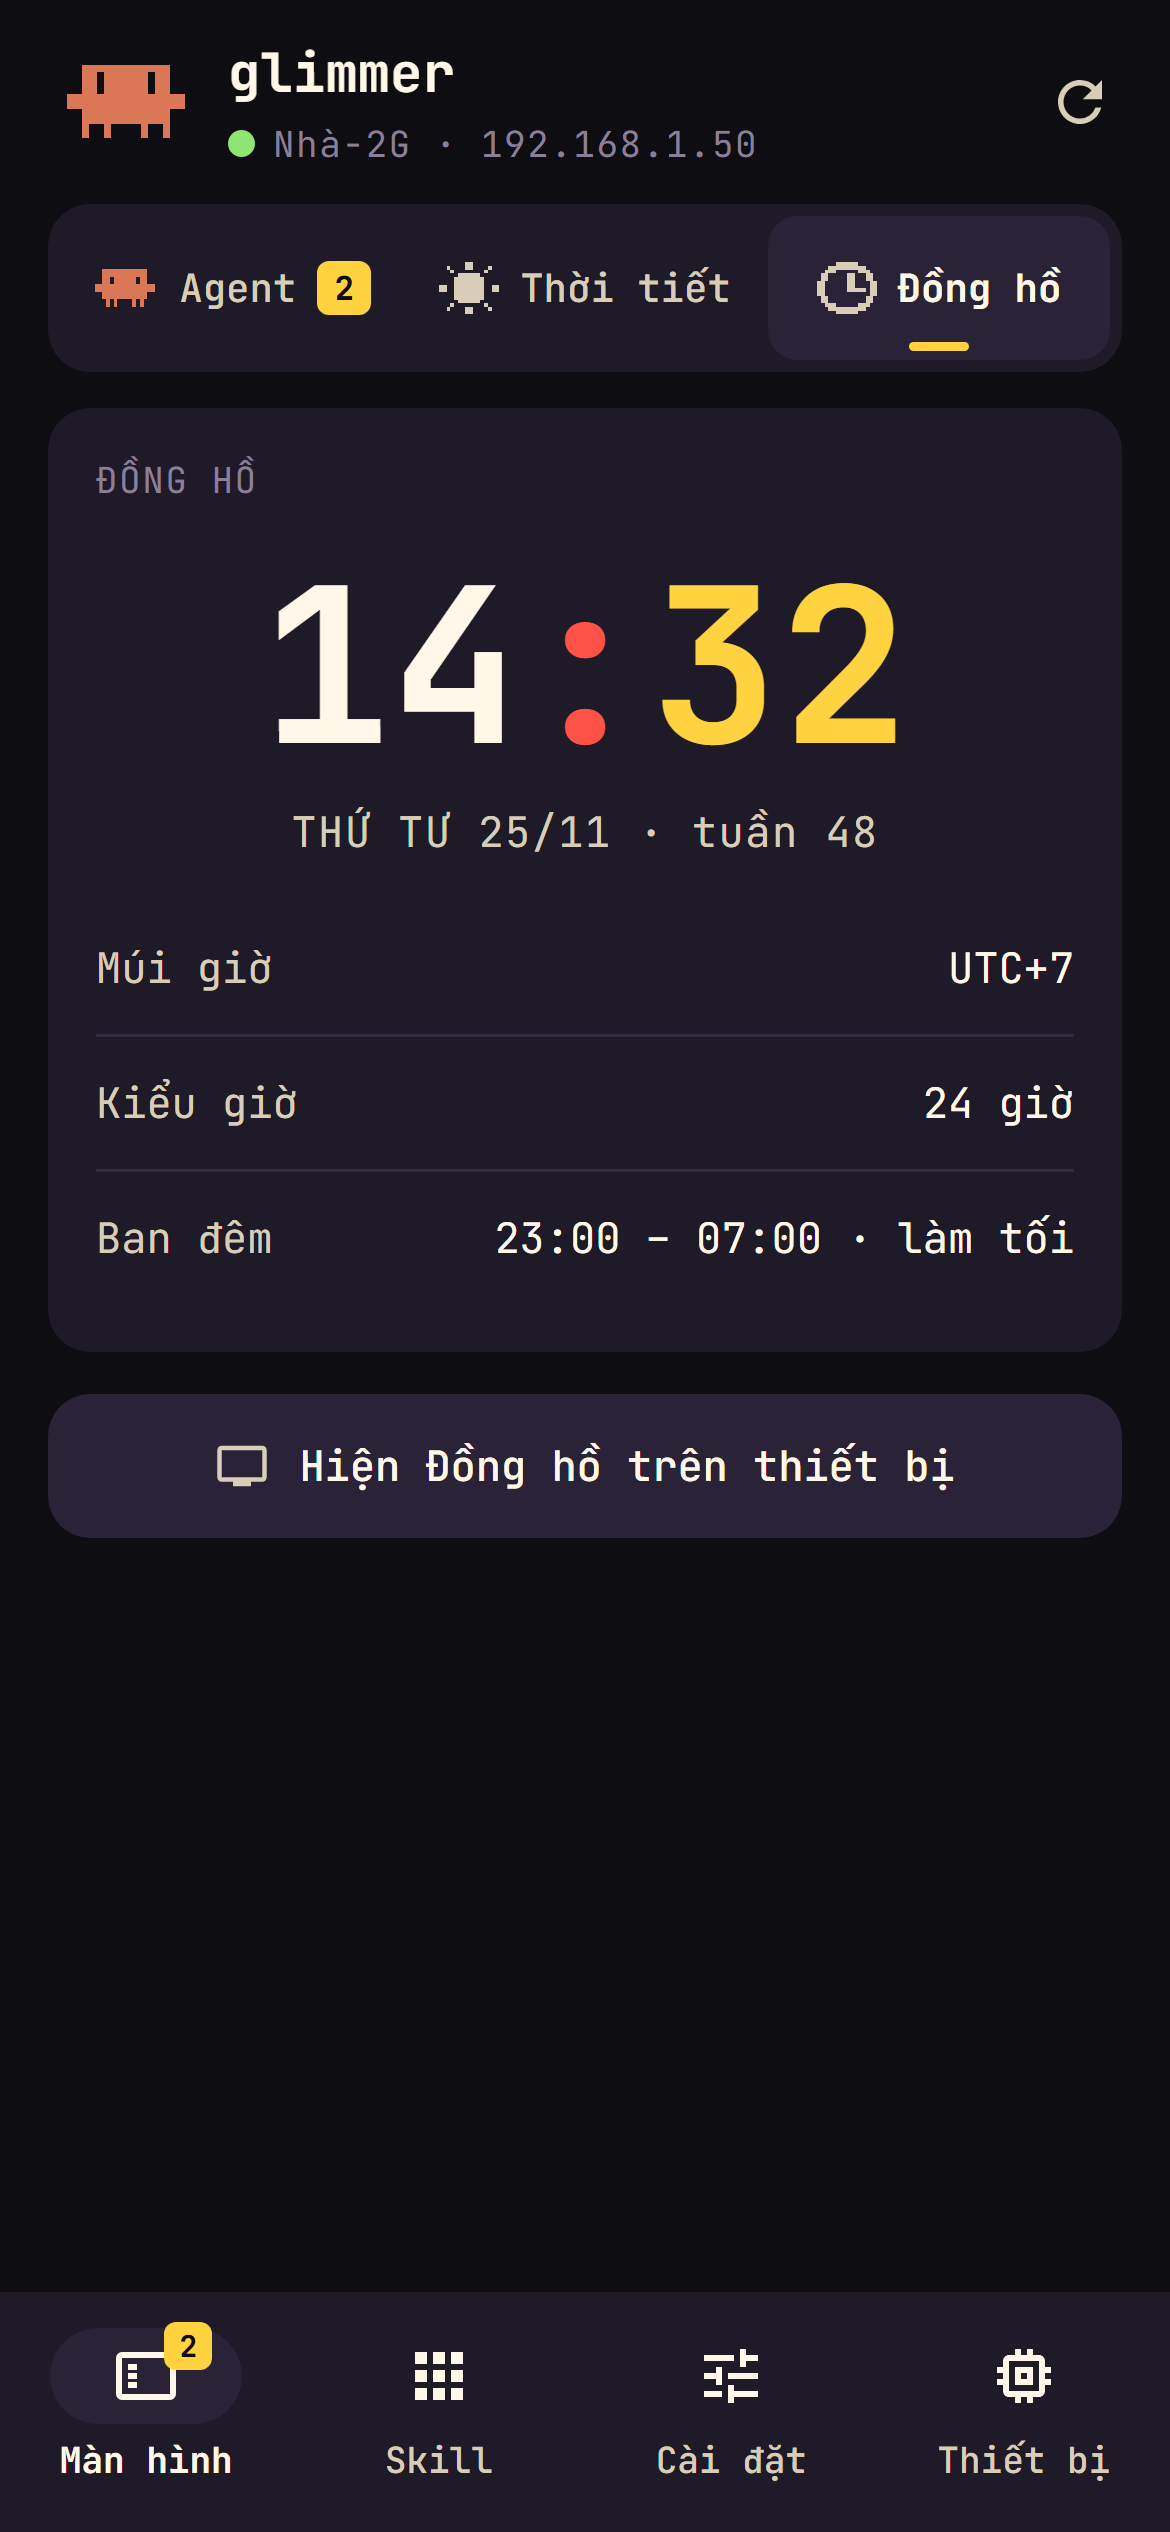 glimmer
Nhà-2G · 192.168.1.50
Agent 2 Thời tiết Đồng hồ
ĐỒNG HỒ
14:32
THỨ TƯ 25/11 · tuần 48
Múi giờ UTC+7
Kiểu giờ 24 giờ
Ban đêm 23:00 – 07:00 · làm tối
Hiện Đồng hồ trên thiết bị
2
Màn hình Skill Cài đặt Thiết bị